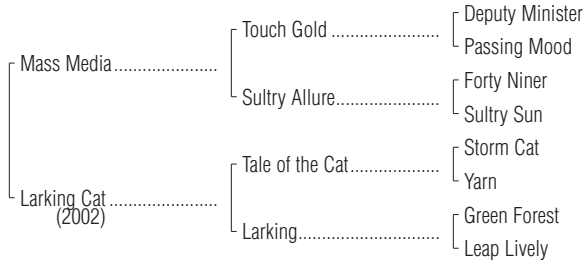 Deputy Minister
Touch Gold ......................
Passing Mood
Mass Media.....................
Forty Niner
Sultry Allure.....................
Sultry Sun
Storm Cat
Tale of the Cat ..................
Yarn
Larking Cat ......................
(2002)
Green Forest
Larking.............................
Leap Lively